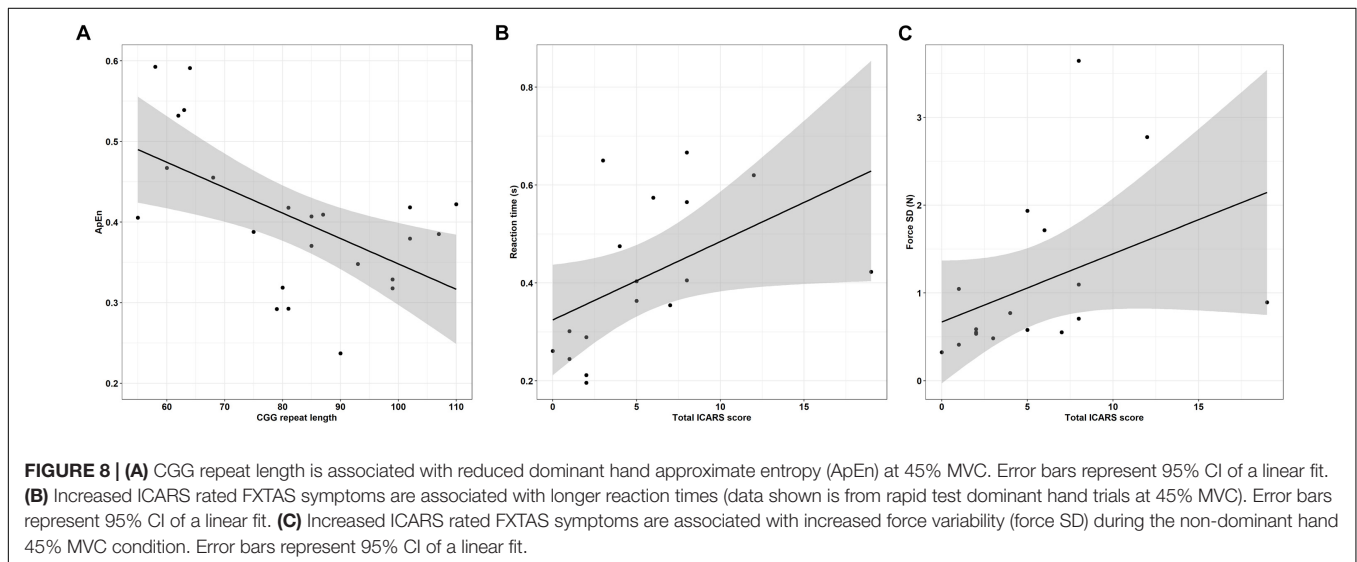 A
B
C
0.6
0.5
0.4
0.3
0.2
ApEn
60 70 80 90 100 110
CGG repeat length
0.8
0.6
0.4
0.2
Reaction time (s)
0 5 10 15
Total ICARS score
3
2
1
0
Force SD (N)
0 5 10 15
Total ICARS score
FIGURE 8 | (A) CGG repeat length is associated with reduced dominant hand approximate entropy (ApEn) at 45% MVC. Error bars represent 95% CI of a linear fit.
(B) Increased ICARS rated FXTAS symptoms are associated with longer reaction times (data shown is from rapid test dominant hand trials at 45% MVC). Error bars
represent 95% CI of a linear fit. (C) Increased ICARS rated FXTAS symptoms are associated with increased force variability (force SD) during the non-dominant hand
45% MVC condition. Error bars represent 95% CI of a linear fit.